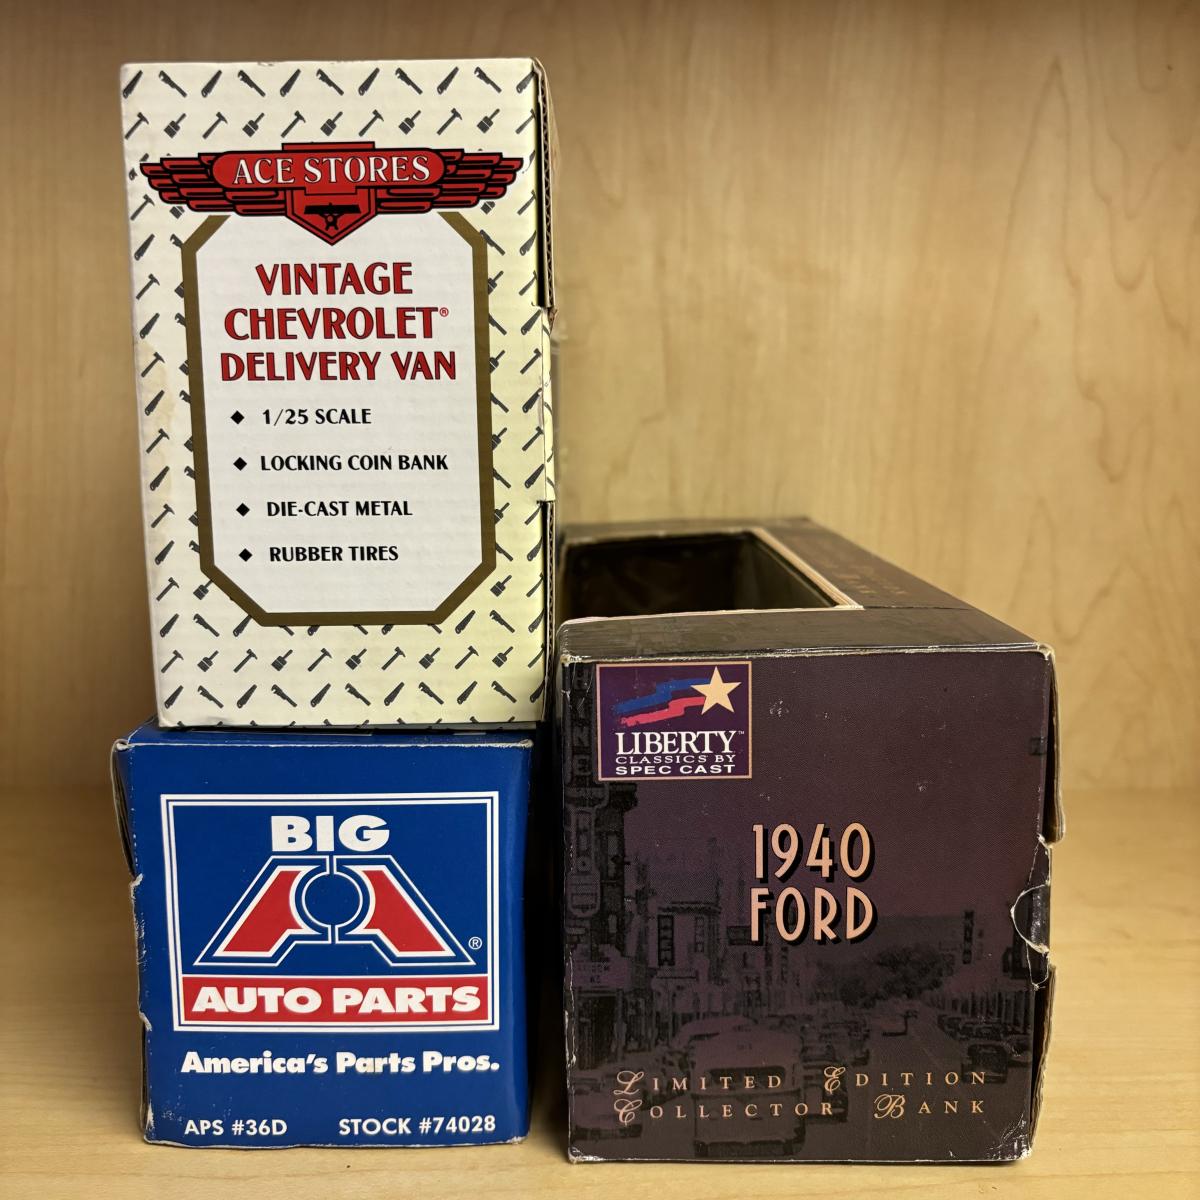 ACE STORES
VINTAGE
CHEVROLET®
DELIVERY VAN
◆ 1/25 SCALE
◆ LOCKING COIN BANK
◆ DIE-CAST METAL
◆ RUBBER TIRES
BIG
A
®
AUTO PARTS
America's Parts Pros.
APS #36D STOCK #74028
LIBERTY™
CLASSICS BY
SPEC CAST
1940
FORD
LIMITED EDITION
COLLECTOR BANK